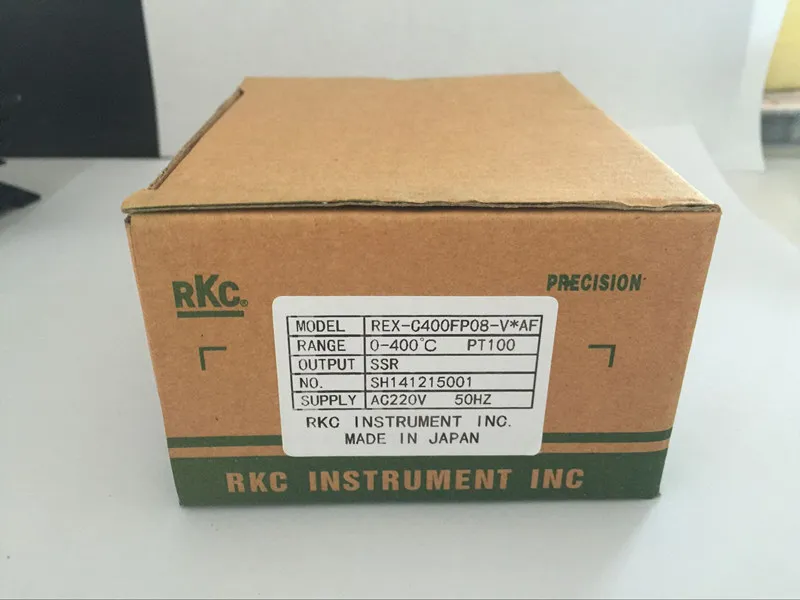 RKC®
PRECISION
MODEL REX-C400FP08-V*AF
RANGE 0-400℃ PT100
OUTPUT SSR
NO. SH141215001
SUPPLY AC220V 50HZ
RKC INSTRUMENT INC.
MADE IN JAPAN
RKC INSTRUMENT INC